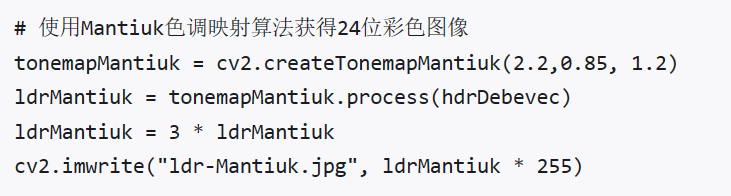 # 使用Mantiuk色调映射算法获得24位彩色图像
tonemapMantiuk = cv2.createTonemapMantiuk(2.2,0.85, 1.2)
ldrMantiuk = tonemapMantiuk.process(hdrDebevec)
ldrMantiuk = 3 * ldrMantiuk
cv2.imwrite("ldr-Mantiuk.jpg", ldrMantiuk * 255)